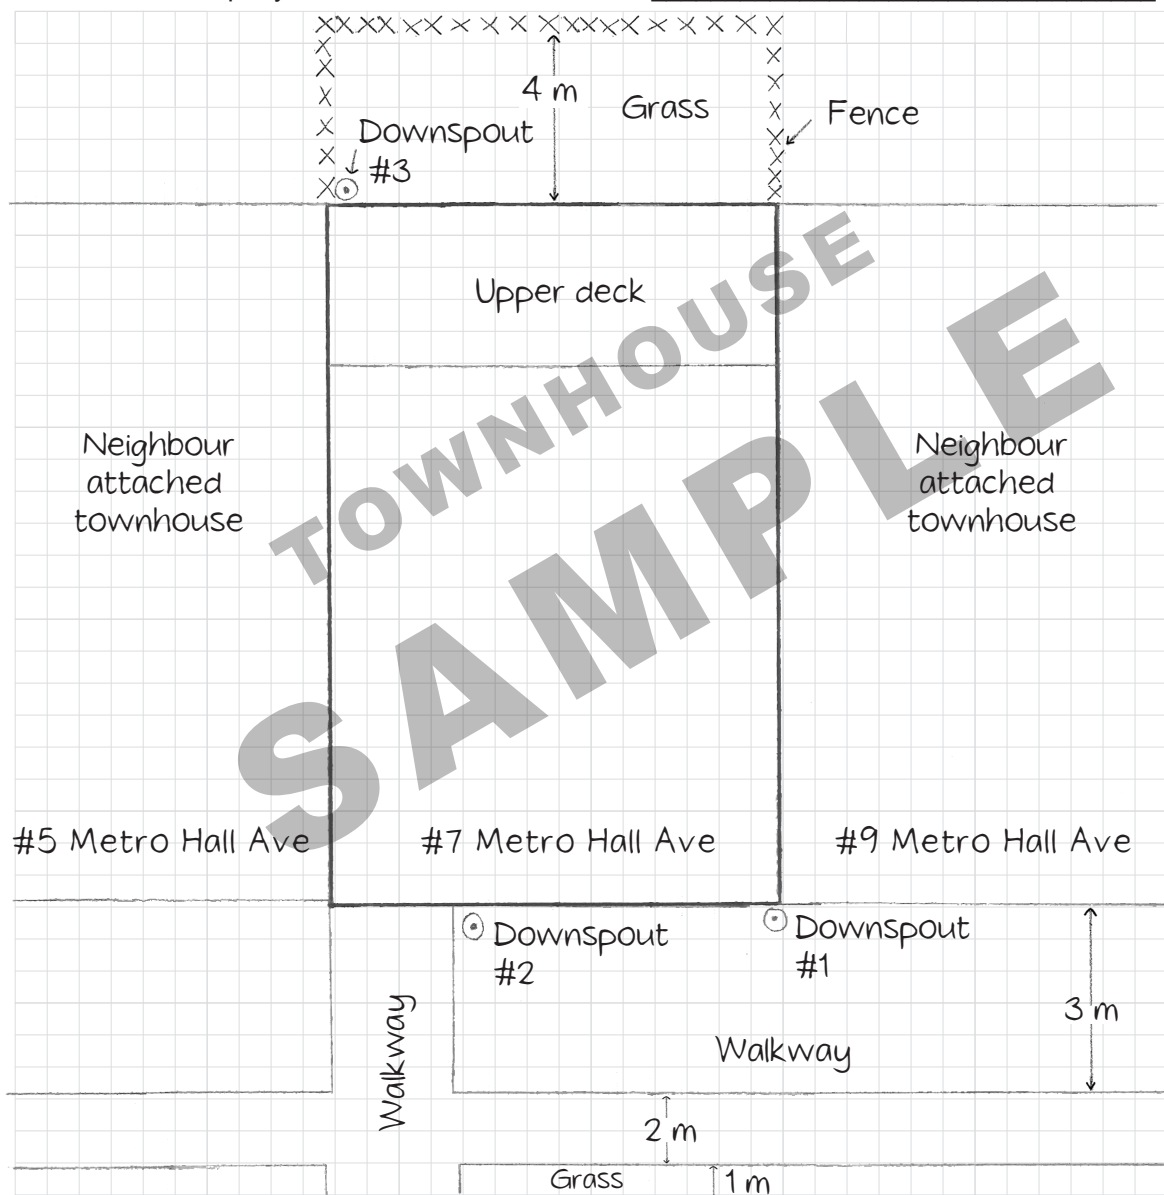 4 m
Grass
Fence
Downspout
#3
Upper deck
TOWNHOUSE
SAMPLE
Neighbour
attached
townhouse
Neighbour
attached
townhouse
#5 Metro Hall Ave
#7 Metro Hall Ave
#9 Metro Hall Ave
Downspout
#2
Downspout
#1
3 m
Walkway
Walkway
2 m
Grass
1 m